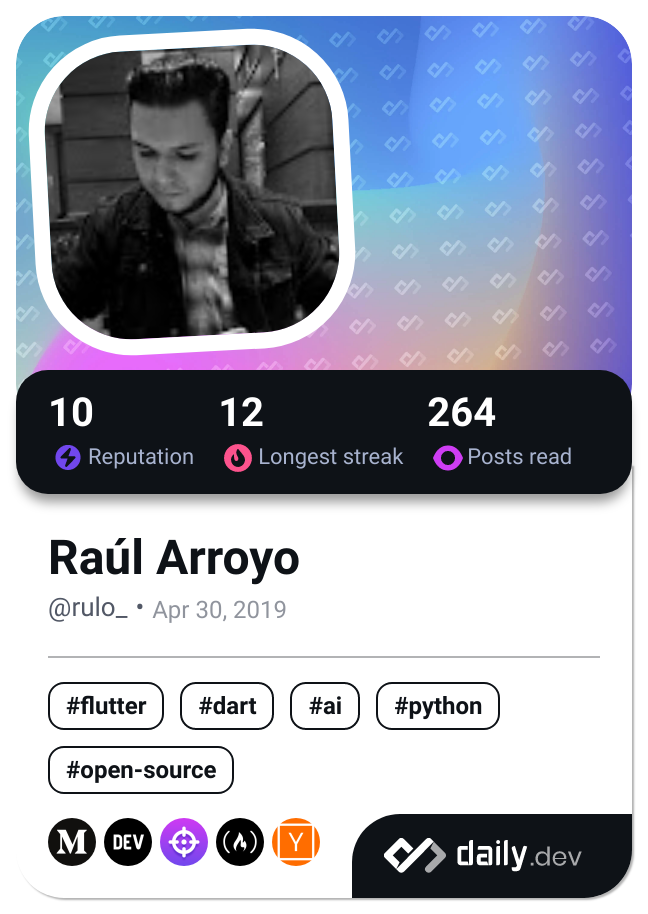 10 12 264
Reputation Longest streak Posts read
Raúl Arroyo
@rulo_ • Apr 30, 2019
#flutter #dart #ai #python
#open-source
M DEV Y
daily.dev